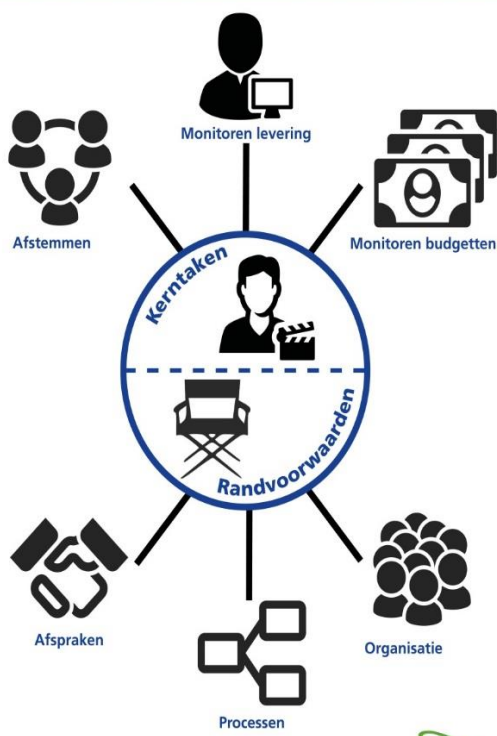 Monitoren levering
Afstemmen
Monitoren budgetten
Kerntaken
Randvoorwaarden
Afspraken
Organisatie
Processen